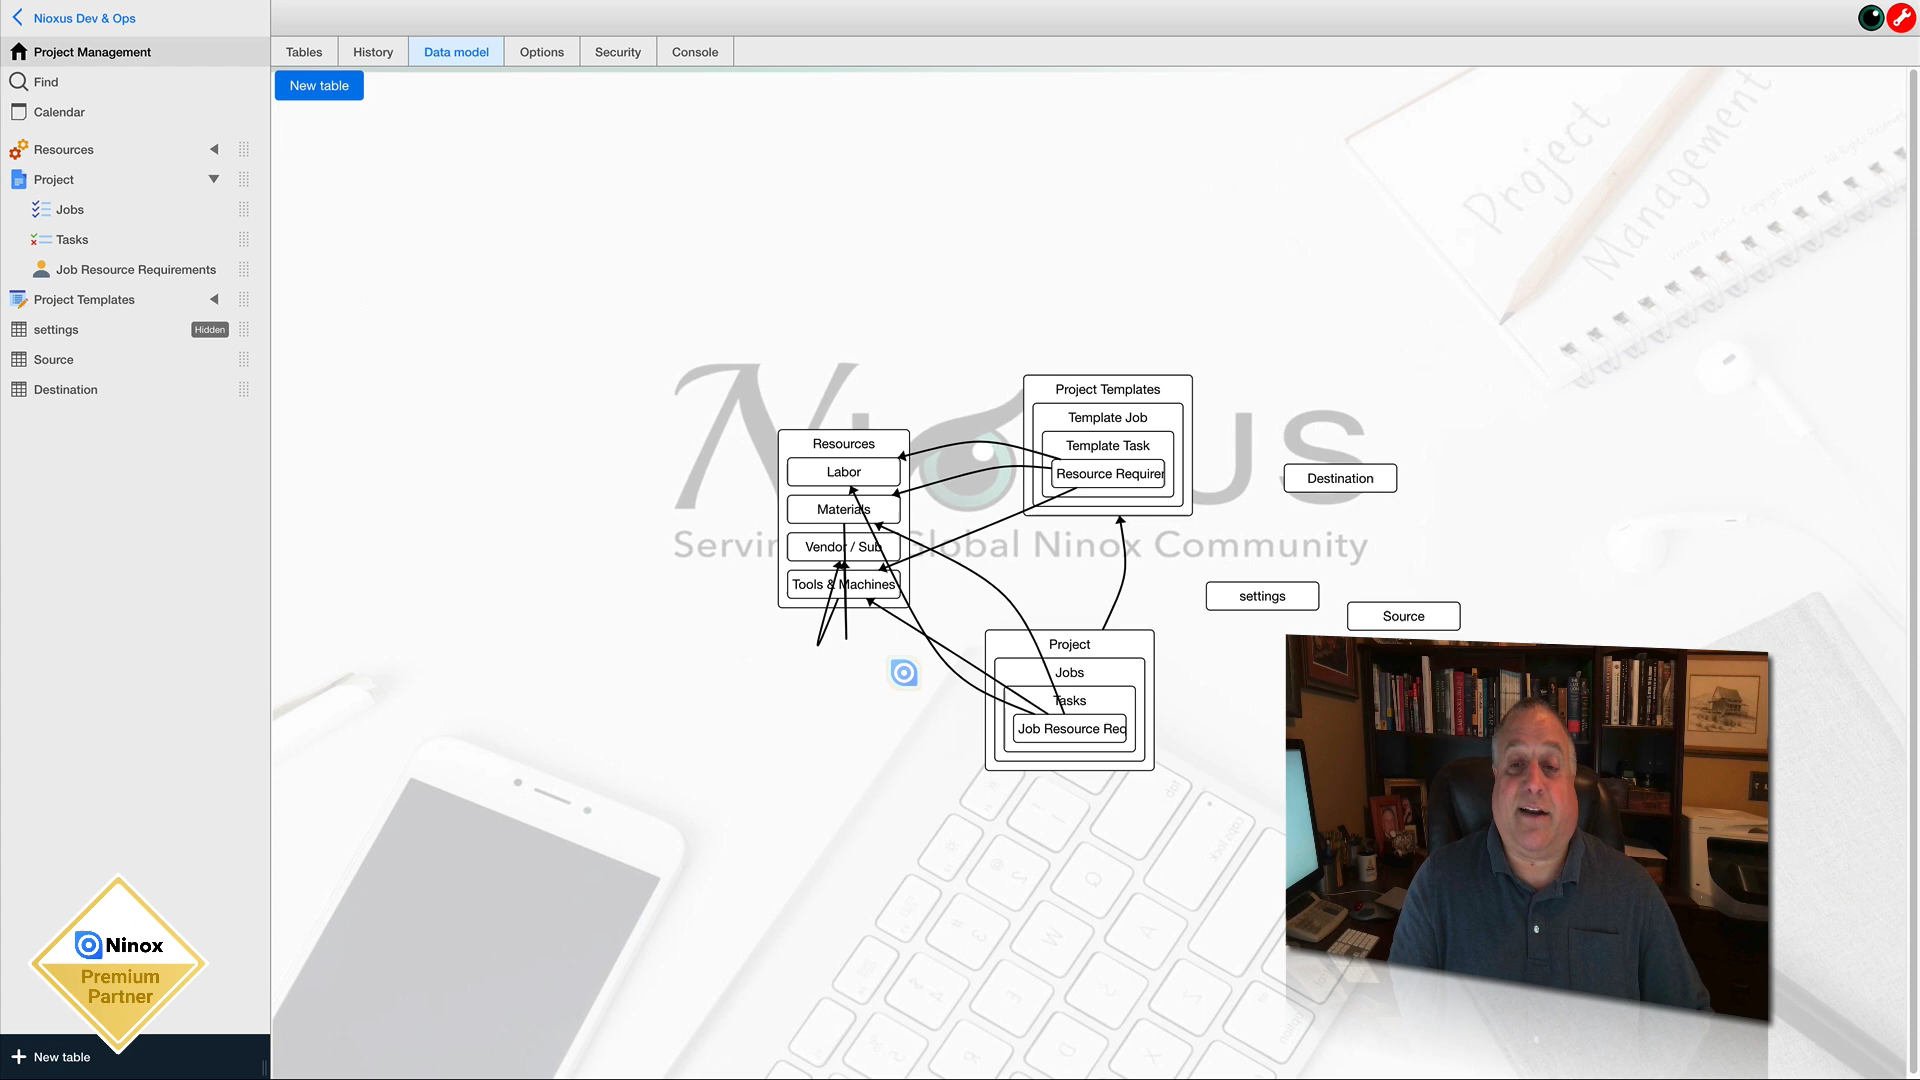 Nioxus Dev & Ops
Project Management
Find
Calendar
Resources
Project
Jobs
Tasks
Job Resource Requirements
Project Templates
settings
Hidden
Source
Destination
Ninox
Premium
Partner
New table
Tables
History
Data model
Options
Security
Console
New table
Project
Management
Resources
Labor
Materials
Vendor / Sub
Tools & Machines
Project Templates
Template Job
Template Task
Resource Requirer
Destination
settings
Source
Project
Jobs
Tasks
Job Resource Req
Global Ninox Community